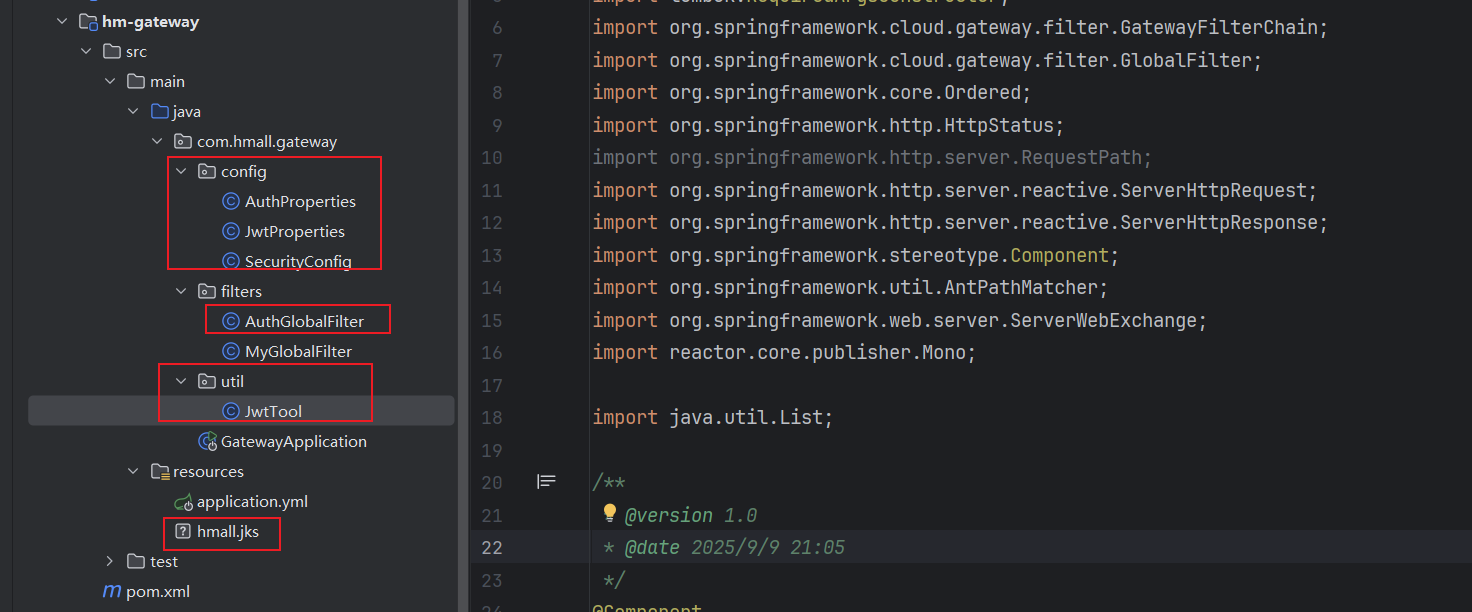 hm-gateway
src
main
java
com.hmall.gateway
config
AuthProperties
JwtProperties
SecurityConfig
filters
AuthGlobalFilter
MyGlobalFilter
util
JwtTool
GatewayApplication
resources
application.yml
hmall.jks
test
pom.xml
6 import org.springframework.cloud.gateway.filter.GatewayFilterChain;
7 import org.springframework.cloud.gateway.filter.GlobalFilter;
8 import org.springframework.core.Ordered;
9 import org.springframework.http.HttpStatus;
10 import org.springframework.http.server.RequestPath;
11 import org.springframework.http.server.reactive.ServerHttpRequest;
12 import org.springframework.http.server.reactive.ServerHttpResponse;
13 import org.springframework.stereotype.Component;
14 import org.springframework.util.AntPathMatcher;
15 import org.springframework.web.server.ServerWebExchange;
16 import reactor.core.publisher.Mono;
17
18 import java.util.List;
19
20 /**
21 @version 1.0
22 * @date 2025/9/9 21:05
23 */
@Component